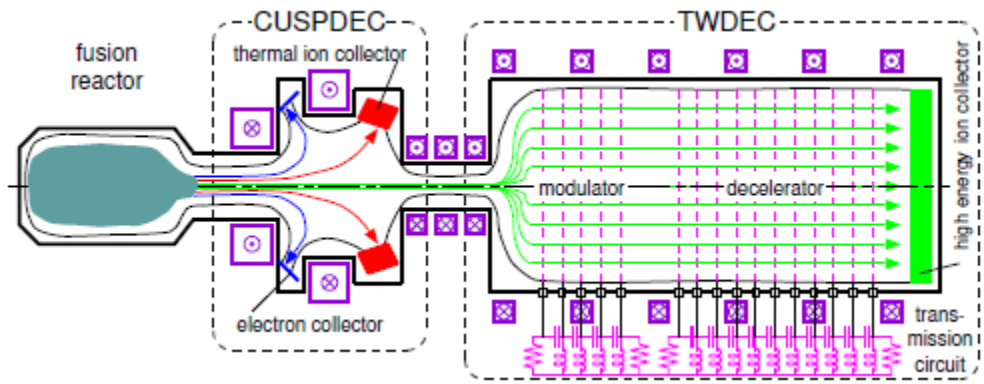 CUSPDEC
TWDEC
fusion
reactor
thermal ion collector
modulator
decelerator
high energy ion collector
electron collector
trans-
mission
circuit